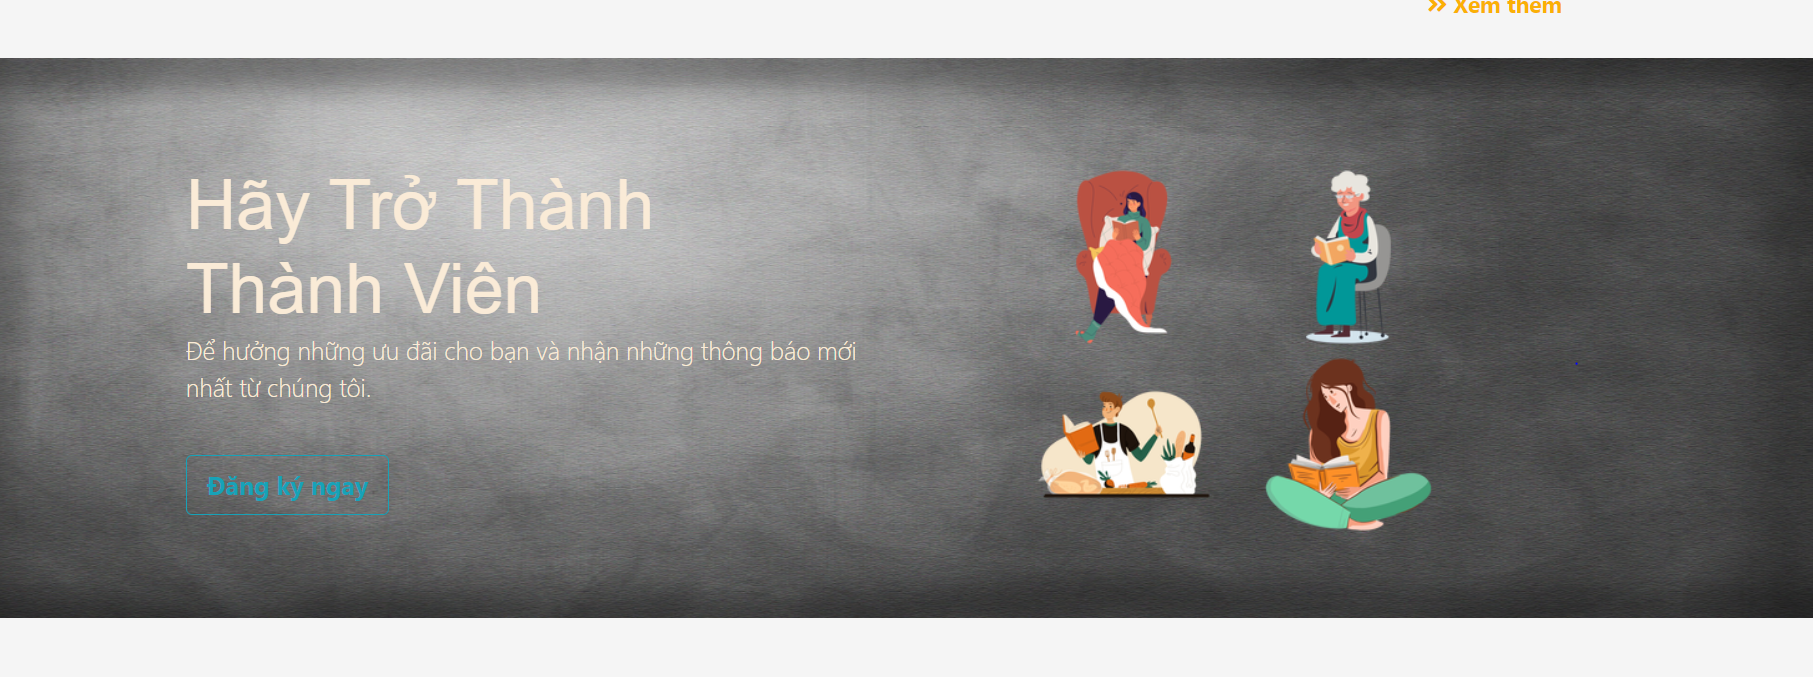 Xem thêm
Hãy Trở Thành
Thành Viên
Để hưởng những ưu đãi cho bạn và nhận những thông báo mới
nhất từ chúng tôi.
Đăng ký ngay